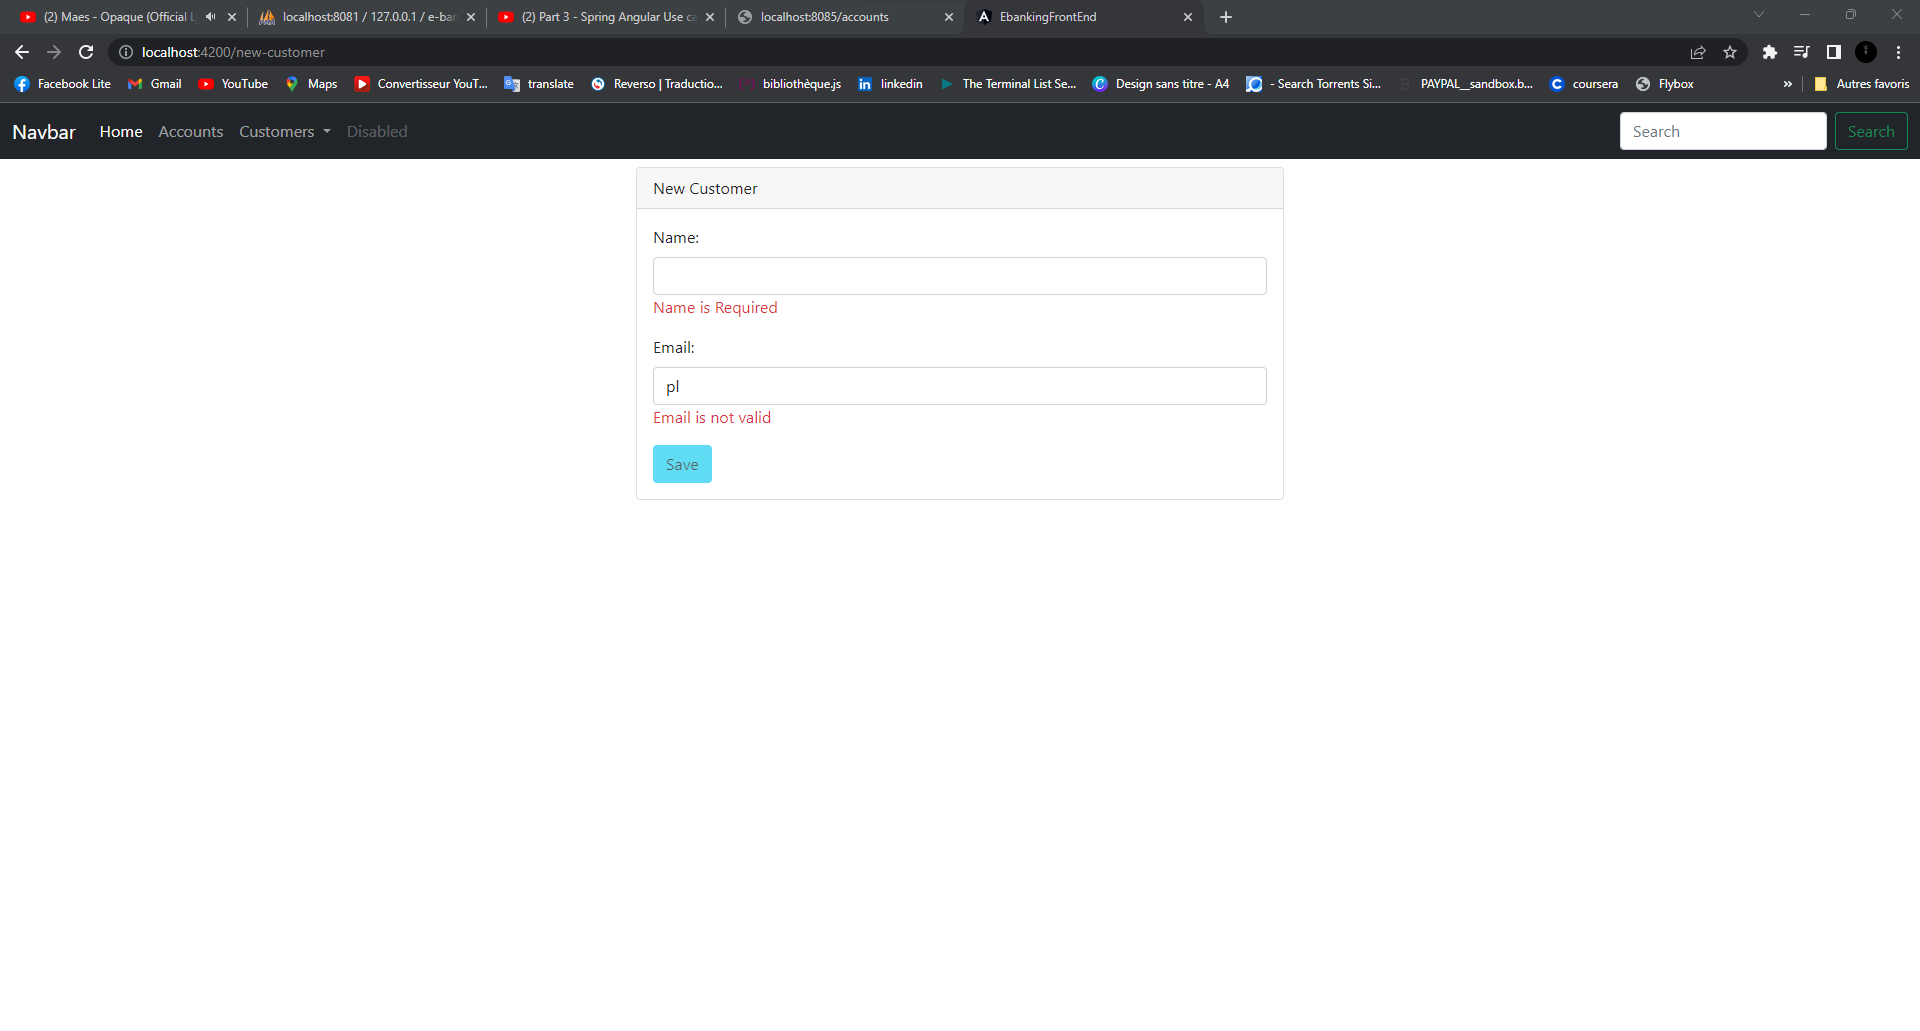 (2) Maes - Opaque (Official L
localhost:8081 / 127.0.0.1 / e-ban
(2) Part 3 - Spring Angular Use ca
localhost:8085/accounts
EbankingFrontEnd
localhost:4200/new-customer
Facebook Lite
Gmail
YouTube
Maps
Convertisseur YouT...
translate
Reverso | Traductio...
bibliothèque.js
linkedin
The Terminal List Se...
Design sans titre - A4
- Search Torrents Si...
PAYPAL__sandbox.b...
coursera
Flybox
»
Autres favoris
Navbar
Home
Accounts
Customers
Disabled
Search
Search
New Customer
Name:
Name is Required
Email:
pl
Email is not valid
Save